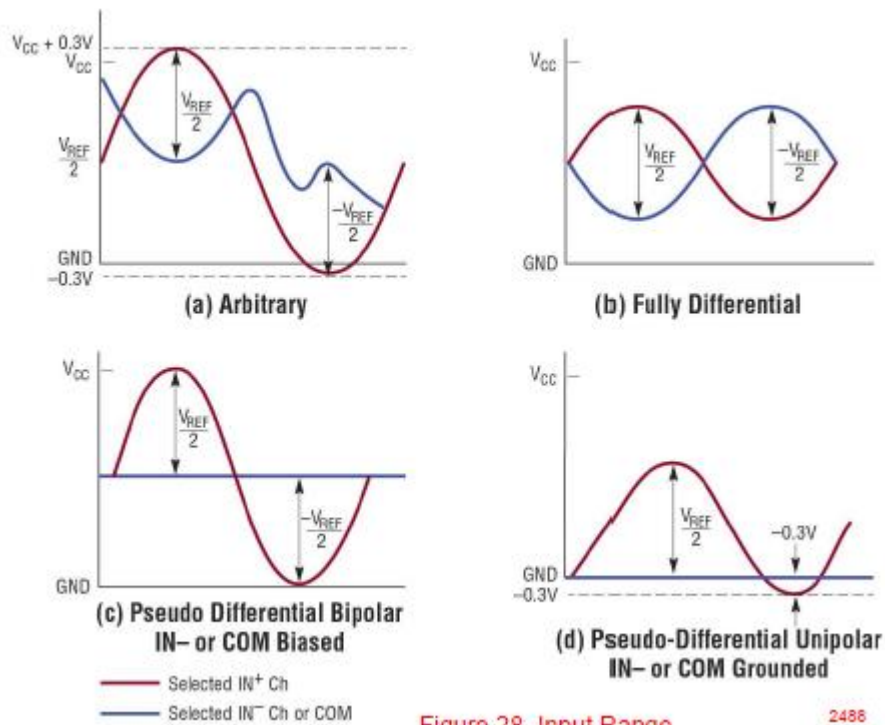 V_CC + 0.3V
V_CC
V_REF
2
V_REF
2
−V_REF
2
GND
−0.3V
(a) Arbitrary
V_CC
V_REF
2
−V_REF
2
GND
(b) Fully Differential
V_CC
V_REF
2
−V_REF
2
GND
(c) Pseudo Differential Bipolar
IN– or COM Biased
V_CC
V_REF
2
−0.3V
GND
−0.3V
(d) Pseudo-Differential Unipolar
IN– or COM Grounded
Selected IN⁺ Ch
Selected IN⁻ Ch or COM
Figure 28. Input Range
2488